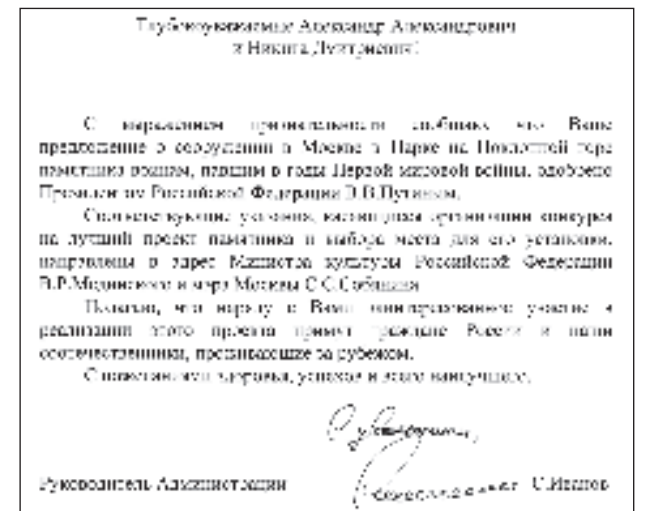 Глубокоуважаемые Александр Александрович
и Никита Дмитриевич!
С выражением признательности сообщаю, что Ваше
предложение о сооружении в Москве в Парке на Поклонной горе
памятника воинам, павшим в годы Первой мировой войны, одобрено
Президентом Российской Федерации В.В.Путиным.
Соответствующие указания, касающиеся организации конкурса
на лучший проект памятника и выбора места для его установки,
направлены в адрес Министра культуры Российской Федерации
В.Р.Мединского и мэра Москвы С.С.Собянина
Полагаю, что наряду с Вами заинтересованное участие в
реализации этого проекта примут граждане России и наши
соотечественники, проживающие за рубежом.
С пожеланиями здоровья, успехов и всего наилучшего,
С уважением,
Руководитель Администрации С.Иванов